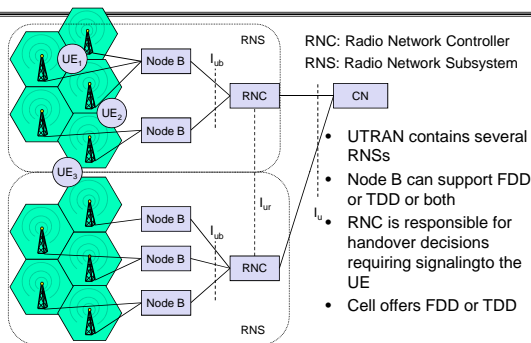 RNS
RNC: Radio Network Controller
RNS: Radio Network Subsystem
UE1
Node B
Iub
RNC
CN
UE2
Node B
UE3
Iur
Iu
Node B
Iub
Node B
RNC
Node B
RNS
• UTRAN contains several
RNSs
• Node B can support FDD
or TDD or both
• RNC is responsible for
handover decisions
requiring signalingto the
UE
• Cell offers FDD or TDD